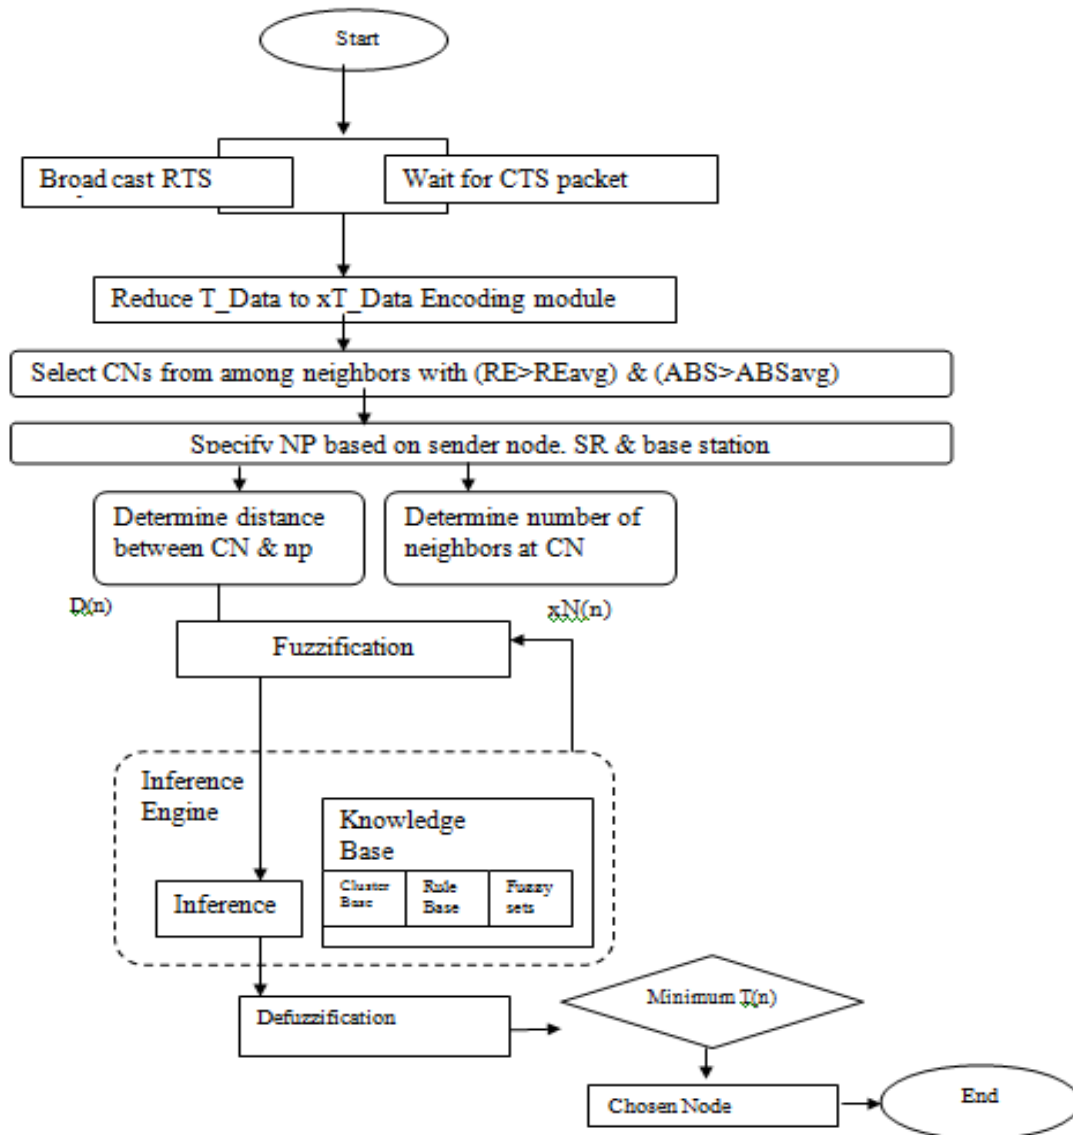 Start
Broad cast RTS
Wait for CTS packet
Reduce T_Data to xT_Data Encoding module
Select CNs from among neighbors with (RE>REavg) & (ABS>ABSavg)
Specify NP based on sender node, SR & base station
Determine distance
between CN & np
Determine number of
neighbors at CN
D(n)
xN(n)
Fuzzification
Inference
Engine
Knowledge
Base
Cluster
Base
Rule
Base
Fuzzy
sets
Inference
Minimum T(n)
Defuzzification
Chosen Node
End